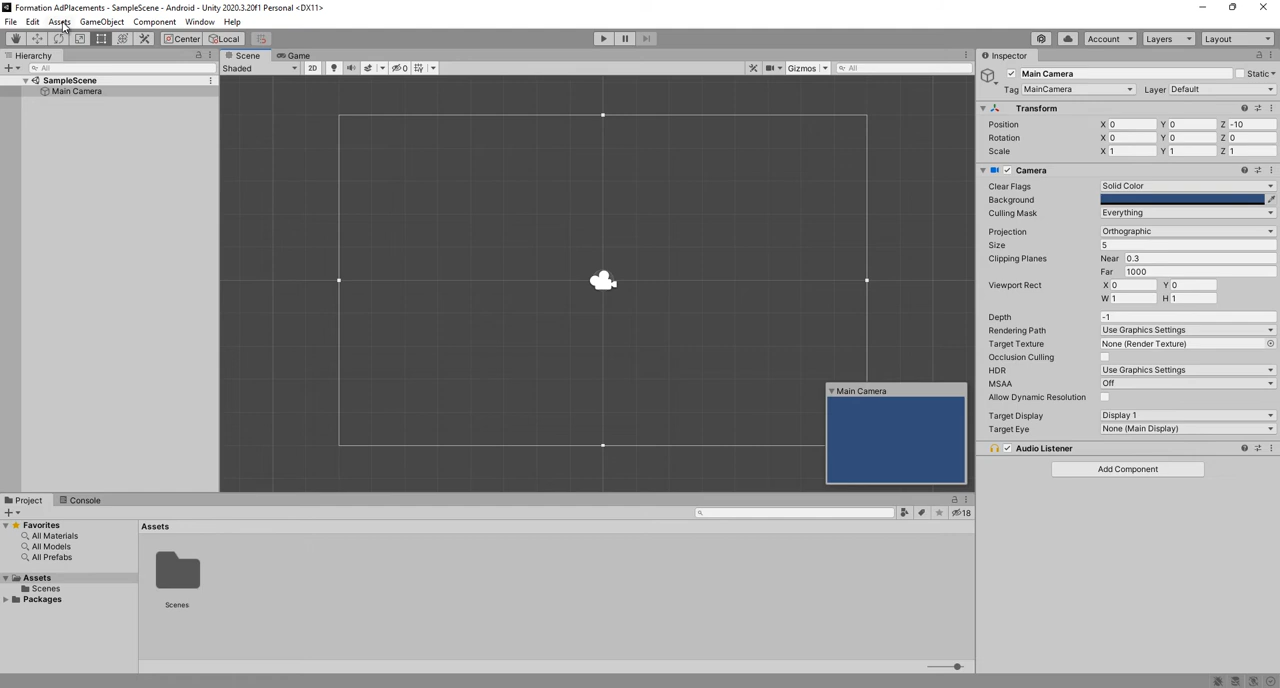 Formation AdPlacements - SampleScene - Android - Unity 2020.3.20f1 Personal <DX11>
File Edit Assets GameObject Component Window Help
Center Local Account Layers Layout
Hierarchy
All
SampleScene
Main Camera
Scene Game
Shaded 2D 0 Gizmos All
Main Camera
Inspector
Main Camera Static
Tag MainCamera Layer Default
Transform
Position X 0 Y 0 Z -10
Rotation X 0 Y 0 Z 0
Scale X 1 Y 1 Z 1
Camera
Clear Flags Solid Color
Background
Culling Mask Everything
Projection Orthographic
Size 5
Clipping Planes Near 0.3
Far 1000
Viewport Rect X 0 Y 0
W 1 H 1
Depth -1
Rendering Path Use Graphics Settings
Target Texture None (Render Texture)
Occlusion Culling
HDR Use Graphics Settings
MSAA Off
Allow Dynamic Resolution
Target Display Display 1
Target Eye None (Main Display)
Audio Listener
Add Component
Project Console
18
Favorites
All Materials
All Models
All Prefabs
Assets
Scenes
Packages
Assets
Scenes